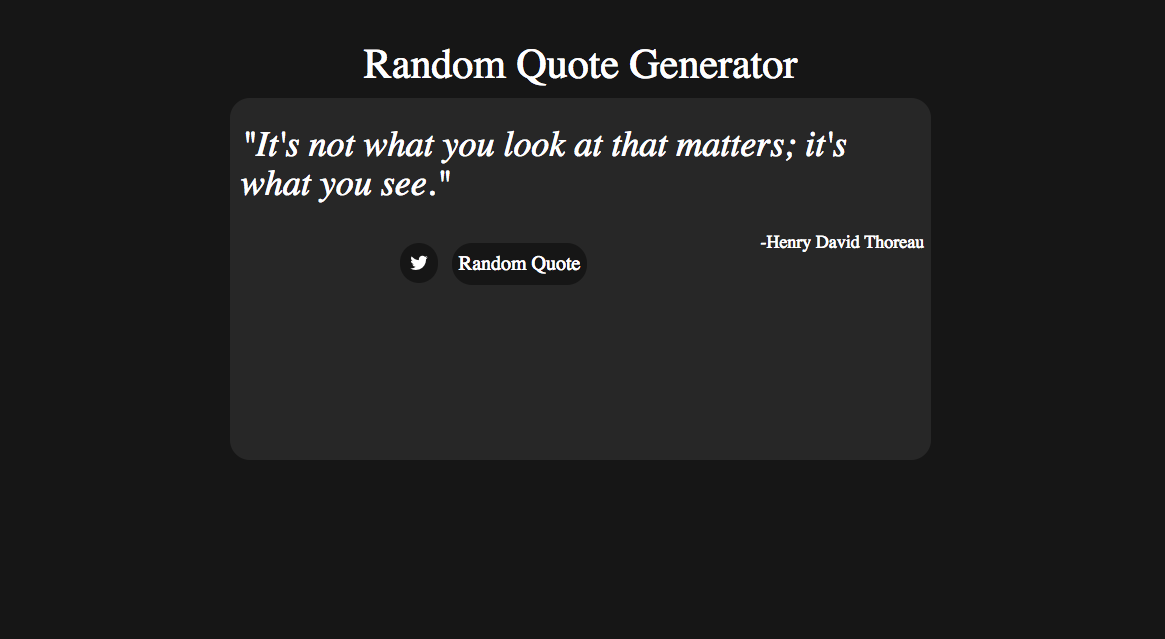 Random Quote Generator
"It's not what you look at that matters; it's
what you see."
-Henry David Thoreau
Random Quote